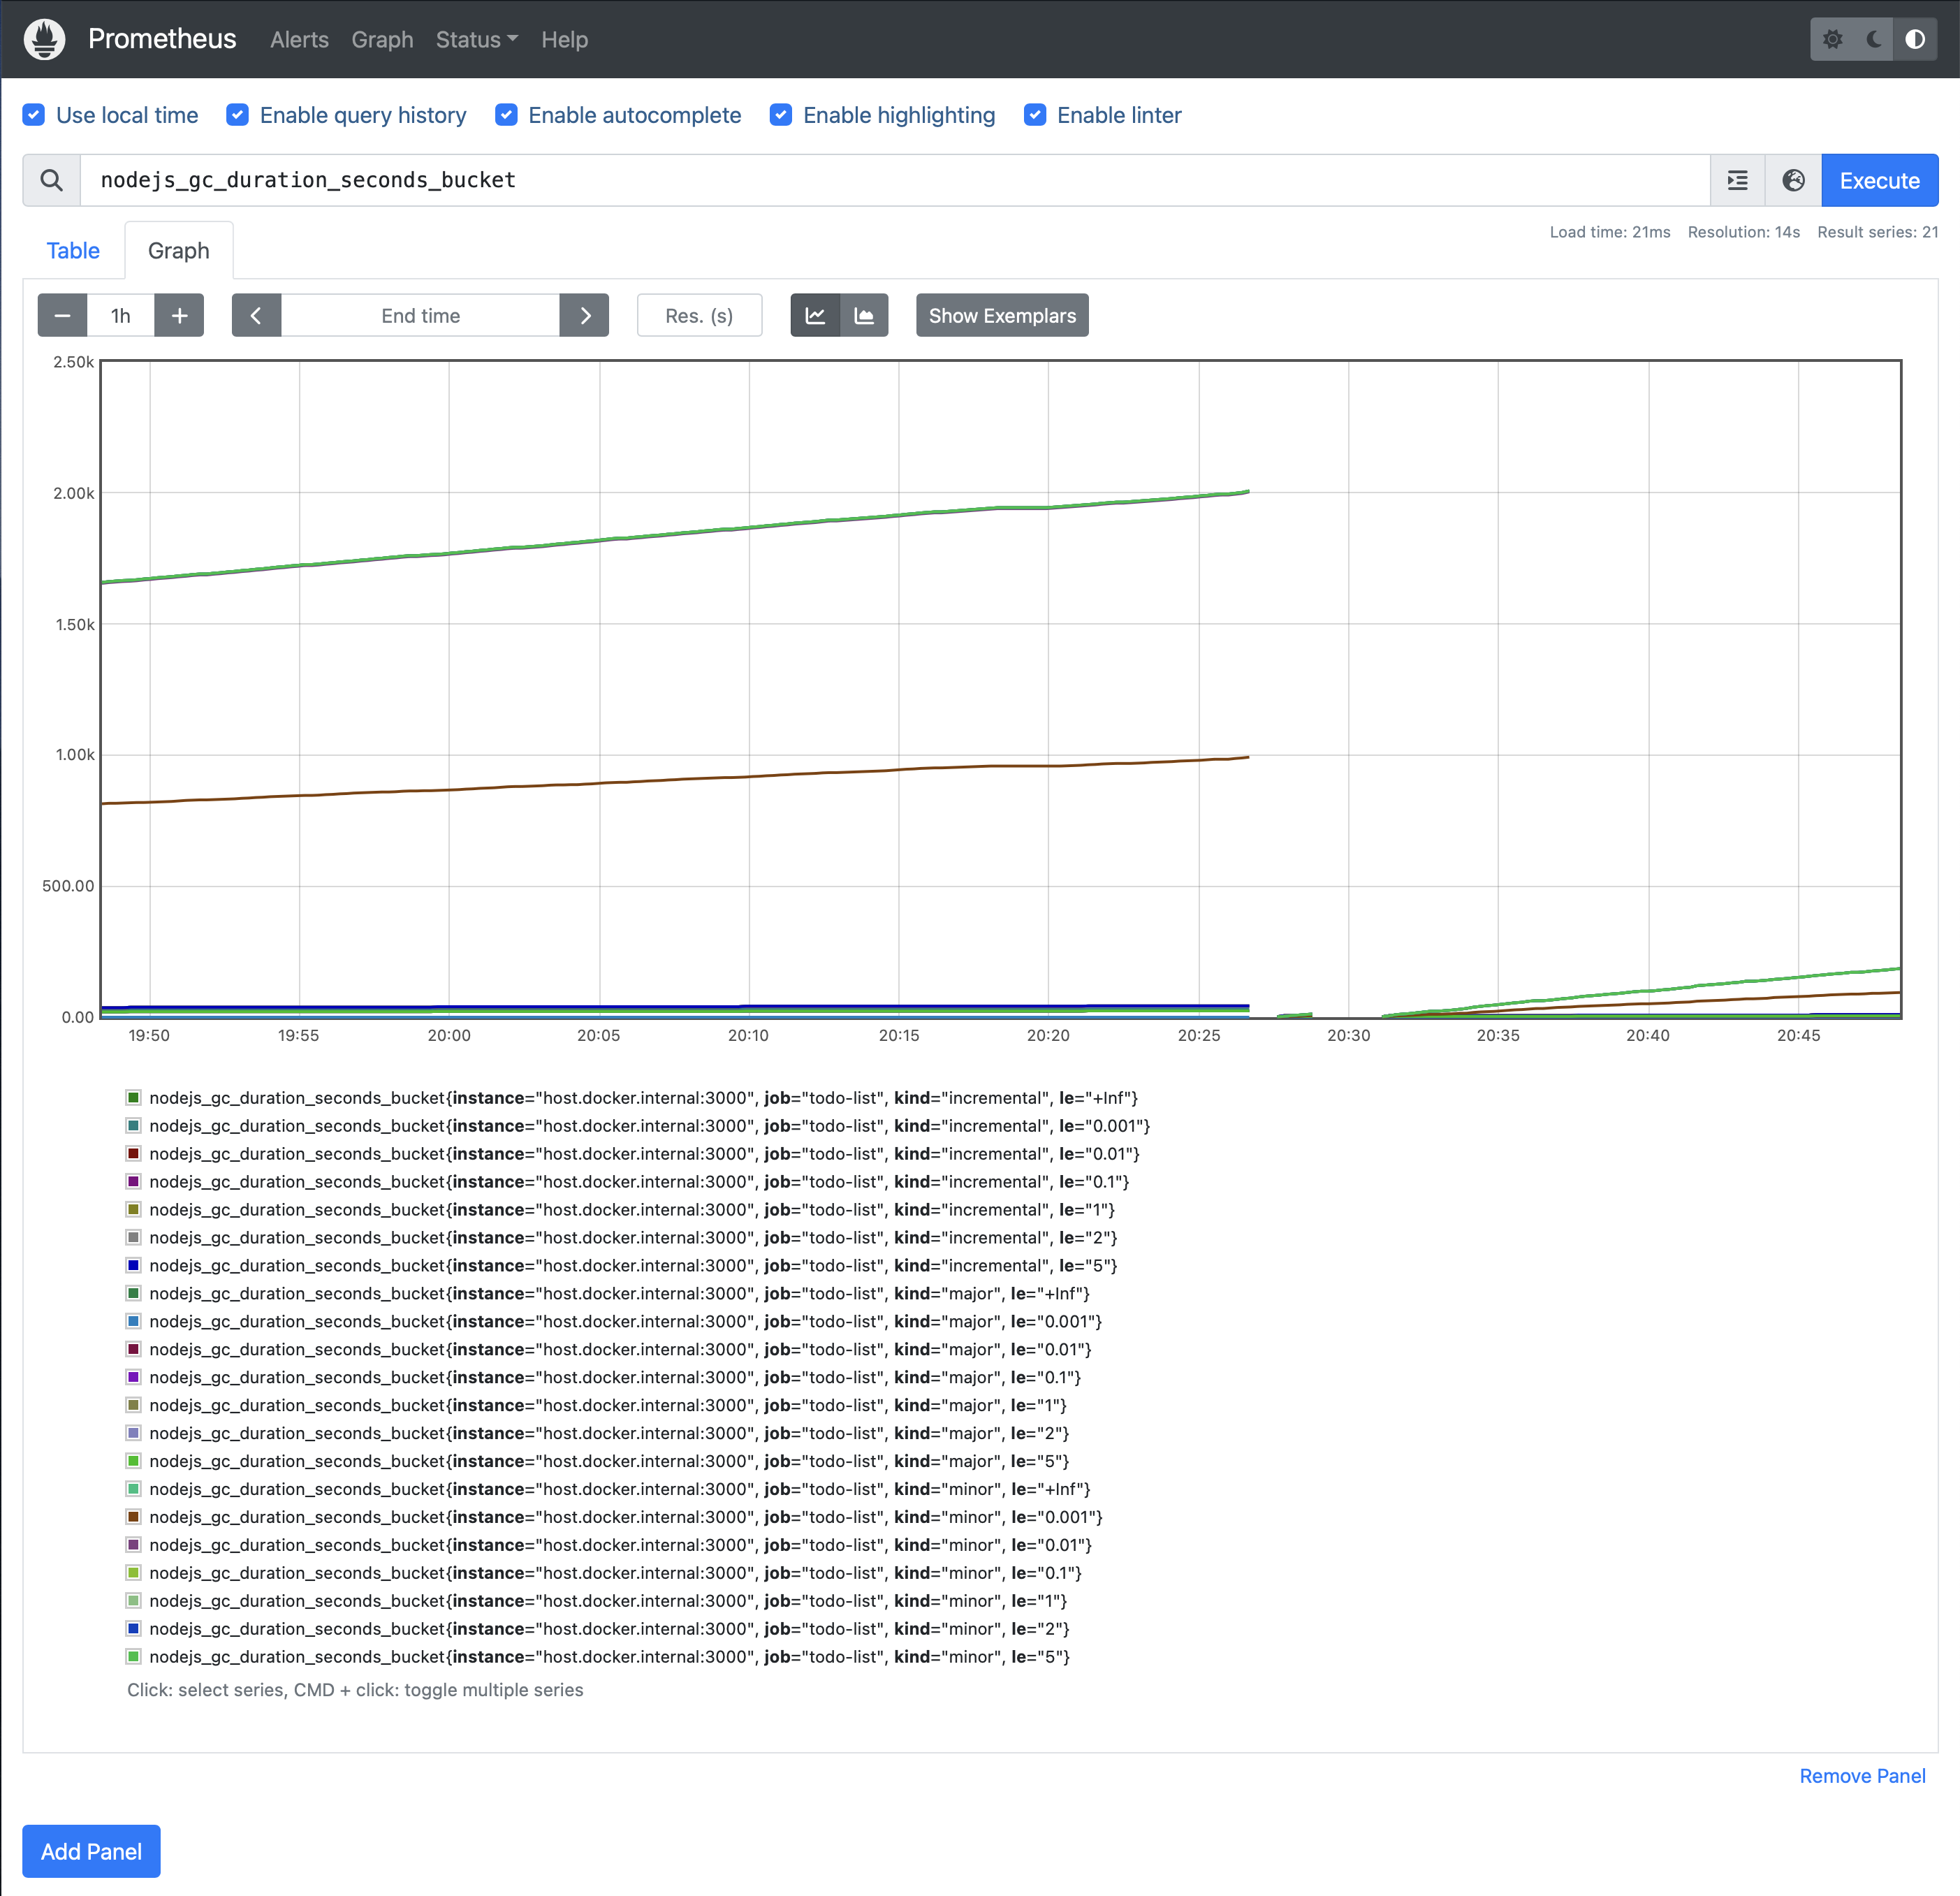 Prometheus Alerts Graph Status Help
Use local time Enable query history Enable autocomplete Enable highlighting Enable linter
nodejs_gc_duration_seconds_bucket Execute
Table Graph Load time: 21ms Resolution: 14s Result series: 21
1h End time Res. (s) Show Exemplars
2.50k
2.00k
1.50k
1.00k
500.00
0.00
19:50 19:55 20:00 20:05 20:10 20:15 20:20 20:25 20:30 20:35 20:40 20:45
nodejs_gc_duration_seconds_bucket{instance="host.docker.internal:3000", job="todo-list", kind="incremental", le="+Inf"}
nodejs_gc_duration_seconds_bucket{instance="host.docker.internal:3000", job="todo-list", kind="incremental", le="0.001"}
nodejs_gc_duration_seconds_bucket{instance="host.docker.internal:3000", job="todo-list", kind="incremental", le="0.01"}
nodejs_gc_duration_seconds_bucket{instance="host.docker.internal:3000", job="todo-list", kind="incremental", le="0.1"}
nodejs_gc_duration_seconds_bucket{instance="host.docker.internal:3000", job="todo-list", kind="incremental", le="1"}
nodejs_gc_duration_seconds_bucket{instance="host.docker.internal:3000", job="todo-list", kind="incremental", le="2"}
nodejs_gc_duration_seconds_bucket{instance="host.docker.internal:3000", job="todo-list", kind="incremental", le="5"}
nodejs_gc_duration_seconds_bucket{instance="host.docker.internal:3000", job="todo-list", kind="major", le="+Inf"}
nodejs_gc_duration_seconds_bucket{instance="host.docker.internal:3000", job="todo-list", kind="major", le="0.001"}
nodejs_gc_duration_seconds_bucket{instance="host.docker.internal:3000", job="todo-list", kind="major", le="0.01"}
nodejs_gc_duration_seconds_bucket{instance="host.docker.internal:3000", job="todo-list", kind="major", le="0.1"}
nodejs_gc_duration_seconds_bucket{instance="host.docker.internal:3000", job="todo-list", kind="major", le="1"}
nodejs_gc_duration_seconds_bucket{instance="host.docker.internal:3000", job="todo-list", kind="major", le="2"}
nodejs_gc_duration_seconds_bucket{instance="host.docker.internal:3000", job="todo-list", kind="major", le="5"}
nodejs_gc_duration_seconds_bucket{instance="host.docker.internal:3000", job="todo-list", kind="minor", le="+Inf"}
nodejs_gc_duration_seconds_bucket{instance="host.docker.internal:3000", job="todo-list", kind="minor", le="0.001"}
nodejs_gc_duration_seconds_bucket{instance="host.docker.internal:3000", job="todo-list", kind="minor", le="0.01"}
nodejs_gc_duration_seconds_bucket{instance="host.docker.internal:3000", job="todo-list", kind="minor", le="0.1"}
nodejs_gc_duration_seconds_bucket{instance="host.docker.internal:3000", job="todo-list", kind="minor", le="1"}
nodejs_gc_duration_seconds_bucket{instance="host.docker.internal:3000", job="todo-list", kind="minor", le="2"}
nodejs_gc_duration_seconds_bucket{instance="host.docker.internal:3000", job="todo-list", kind="minor", le="5"}
Click: select series, CMD + click: toggle multiple series
Remove Panel
Add Panel